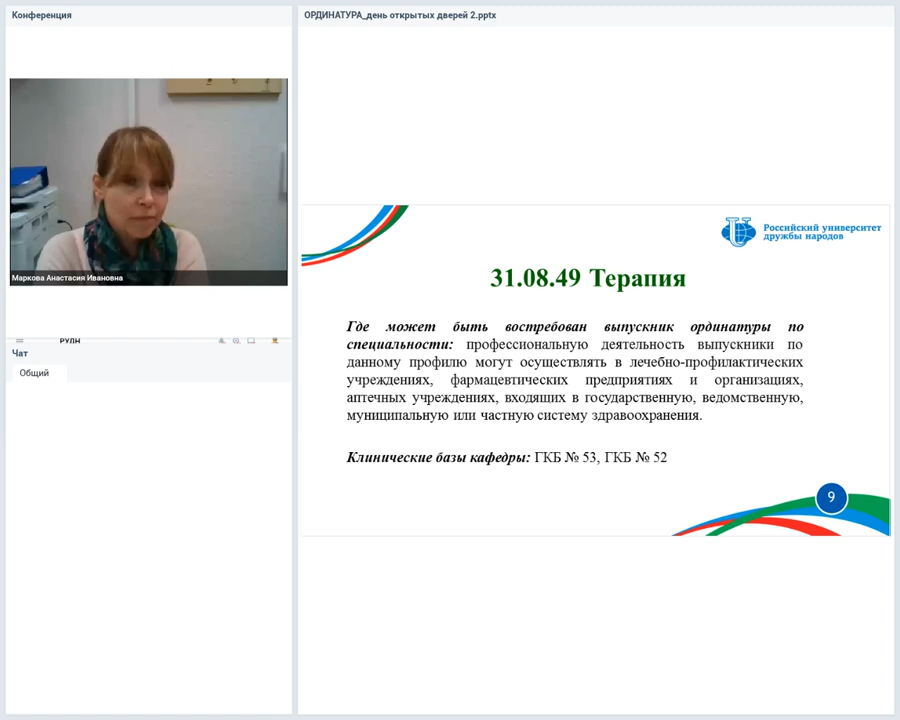 Конференция
ОРДИНАТУРА_день открытых дверей 2.pptx
Маркова Анастасия Ивановна
РУДН
Чат
Общий
Российский университет
дружбы народов
31.08.49 Терапия
Где может быть востребован выпускник ординатуры по
специальности: профессиональную деятельность выпускники по
данному профилю могут осуществлять в лечебно-профилактических
учреждениях, фармацевтических предприятиях и организациях,
аптечных учреждениях, входящих в государственную, ведомственную,
муниципальную или частную систему здравоохранения.
Клинические базы кафедры: ГКБ № 53, ГКБ № 52
9